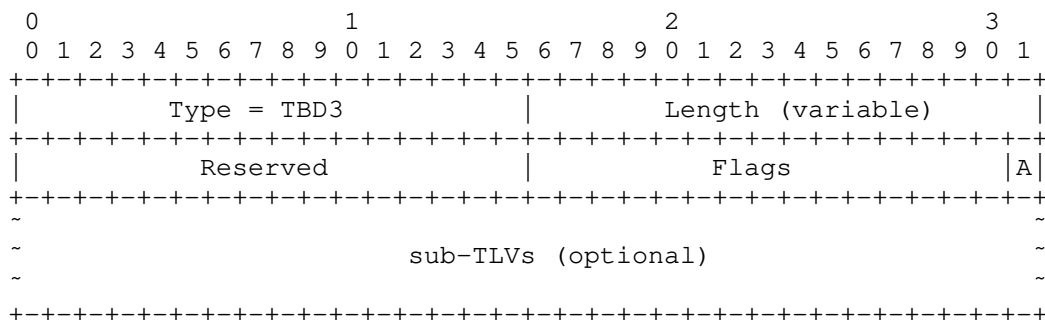 0                   1                   2                   3
 0 1 2 3 4 5 6 7 8 9 0 1 2 3 4 5 6 7 8 9 0 1 2 3 4 5 6 7 8 9 0 1
+-+-+-+-+-+-+-+-+-+-+-+-+-+-+-+-+-+-+-+-+-+-+-+-+-+-+-+-+-+-+-+-+
|         Type = TBD3           |        Length (variable)      |
+-+-+-+-+-+-+-+-+-+-+-+-+-+-+-+-+-+-+-+-+-+-+-+-+-+-+-+-+-+-+-+-+
|           Reserved            |           Flags             |A|
+-+-+-+-+-+-+-+-+-+-+-+-+-+-+-+-+-+-+-+-+-+-+-+-+-+-+-+-+-+-+-+-+
~                                                               ~
~                        sub-TLVs (optional)                    ~
~                                                               ~
+-+-+-+-+-+-+-+-+-+-+-+-+-+-+-+-+-+-+-+-+-+-+-+-+-+-+-+-+-+-+-+-+